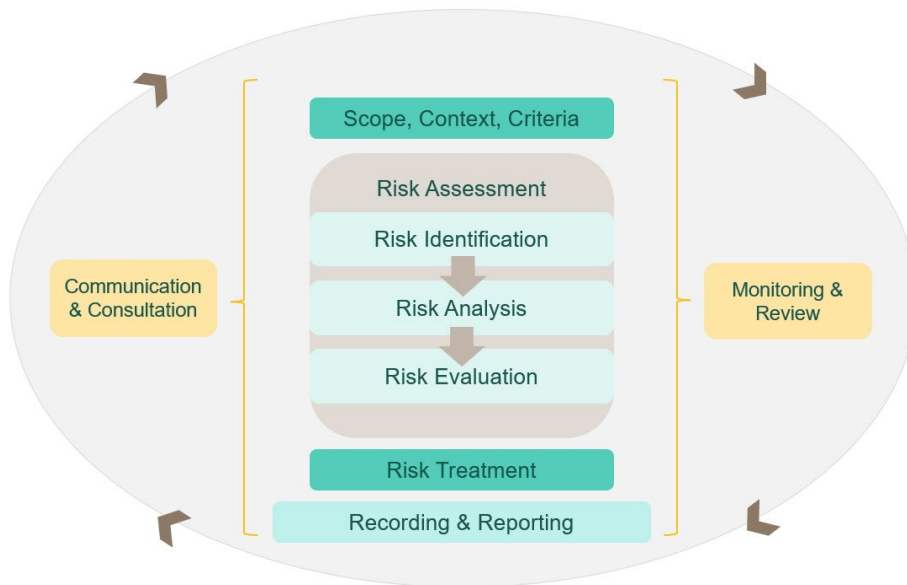 Scope, Context, Criteria
Risk Assessment
Risk Identification
Communication
& Consultation
Risk Analysis
Monitoring &
Review
Risk Evaluation
Risk Treatment
Recording & Reporting